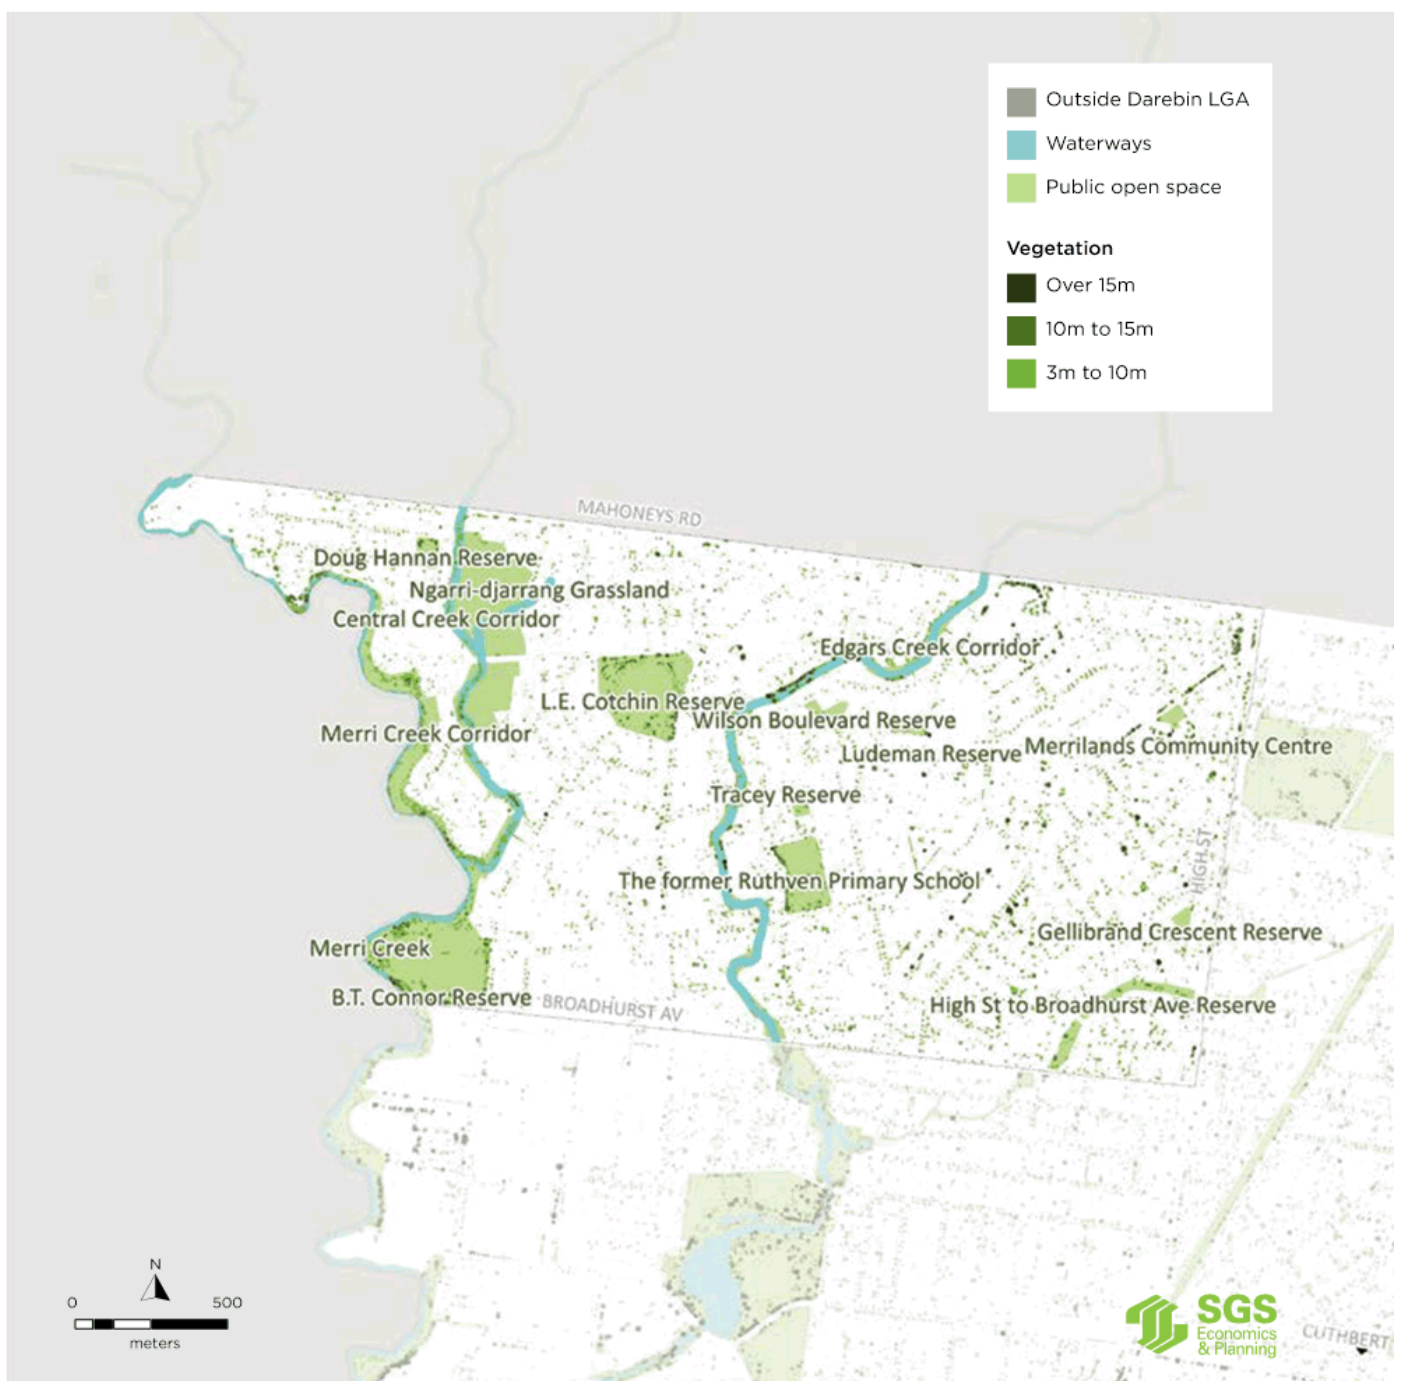 Outside Darebin LGA
Waterways
Public open space
Vegetation
Over 15m
10m to 15m
3m to 10m
MAHONEYS RD
Doug Hannan Reserve
Ngarri-djarrang Grassland
Central Creek Corridor
Edgars Creek Corridor
L.E. Cotchin Reserve
Wilson Boulevard Reserve
Merri Creek Corridor
Ludeman Reserve
Merrilands Community Centre
Tracey Reserve
HIGH ST
The former Ruthven Primary School
Gellibrand Crescent Reserve
Merri Creek
B.T. Connor Reserve
BROADHURST AV
High St to Broadhurst Ave Reserve
N
0 500
meters
SGS
Economics
& Planning
CUTHBERT